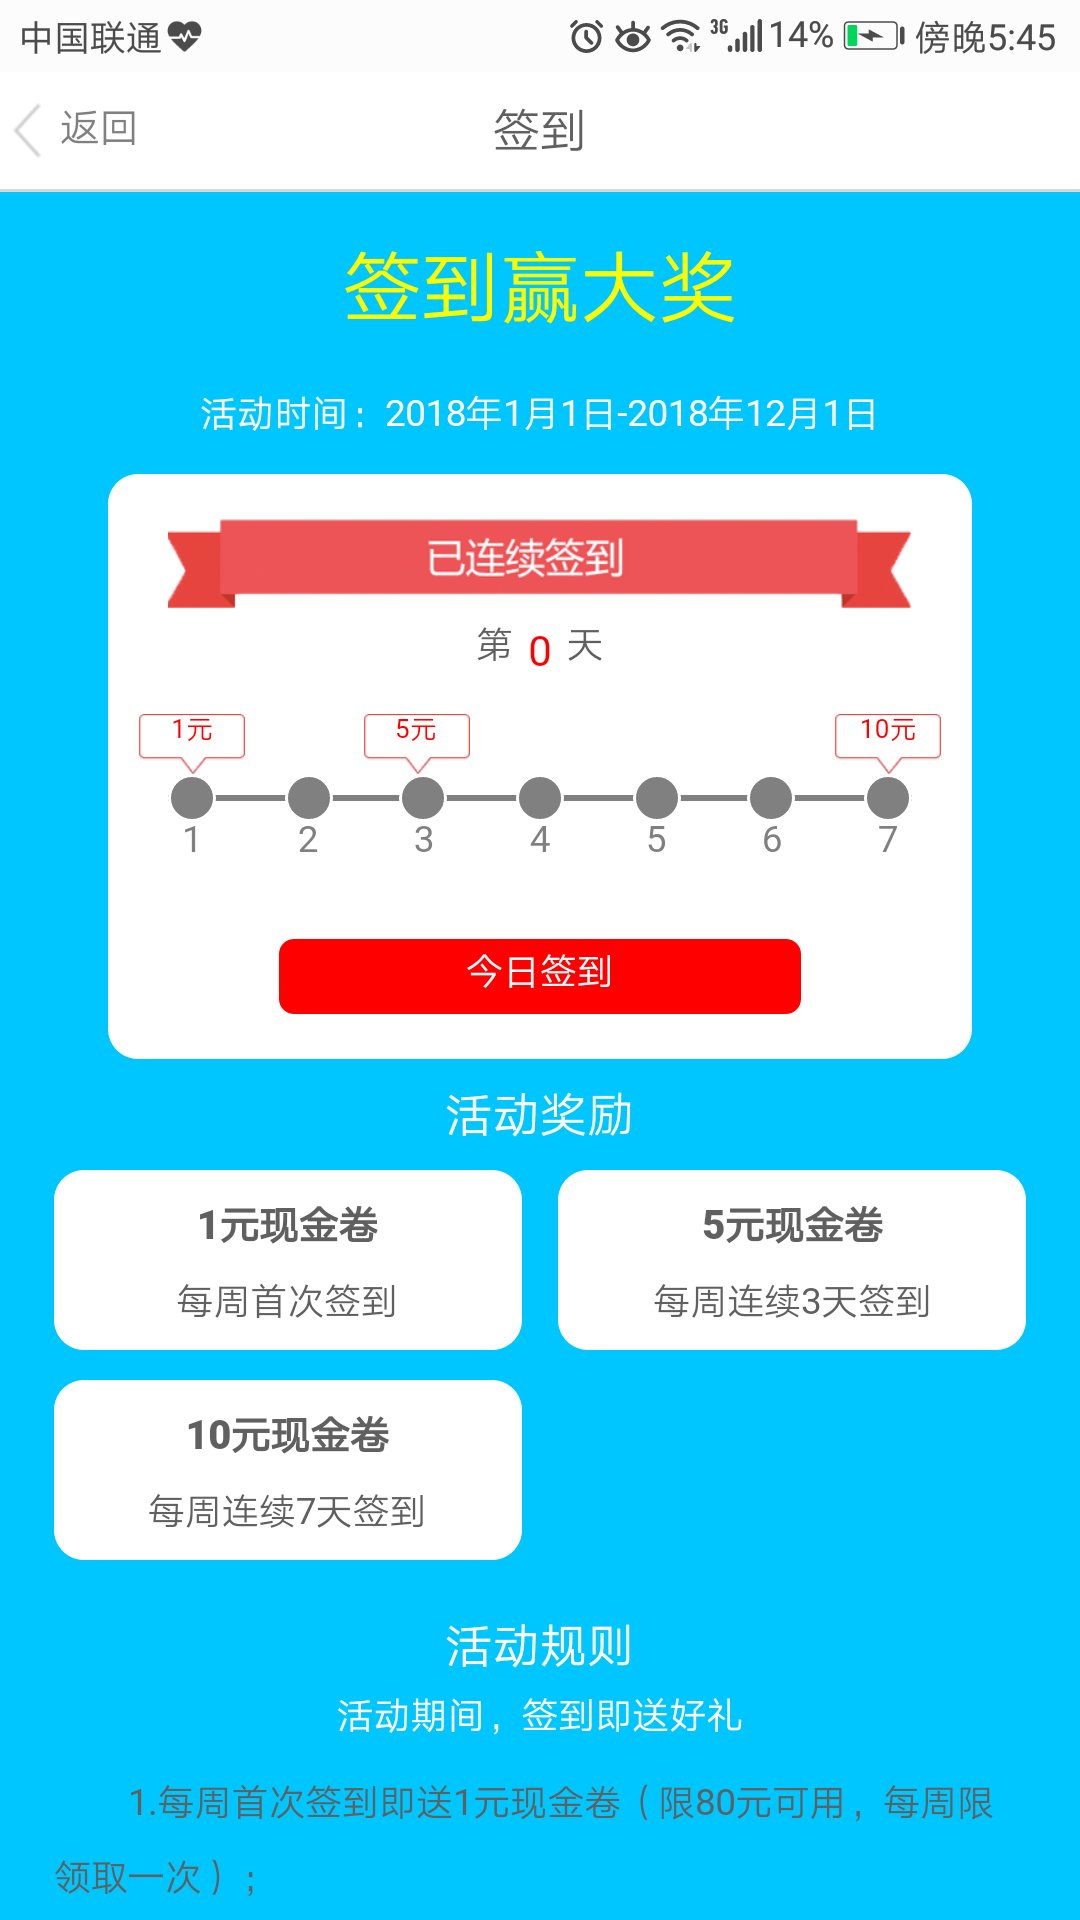 中国联通 3G 14% 傍晚5:45
返回 签到
签到赢大奖
活动时间：2018年1月1日-2018年12月1日
已连续签到
第 0 天
1元 5元 10元
1 2 3 4 5 6 7
今日签到
活动奖励
1元现金卷 5元现金卷
每周首次签到 每周连续3天签到
10元现金卷
每周连续7天签到
活动规则
活动期间，签到即送好礼
1.每周首次签到即送1元现金卷（限80元可用，每周限
领取一次）；